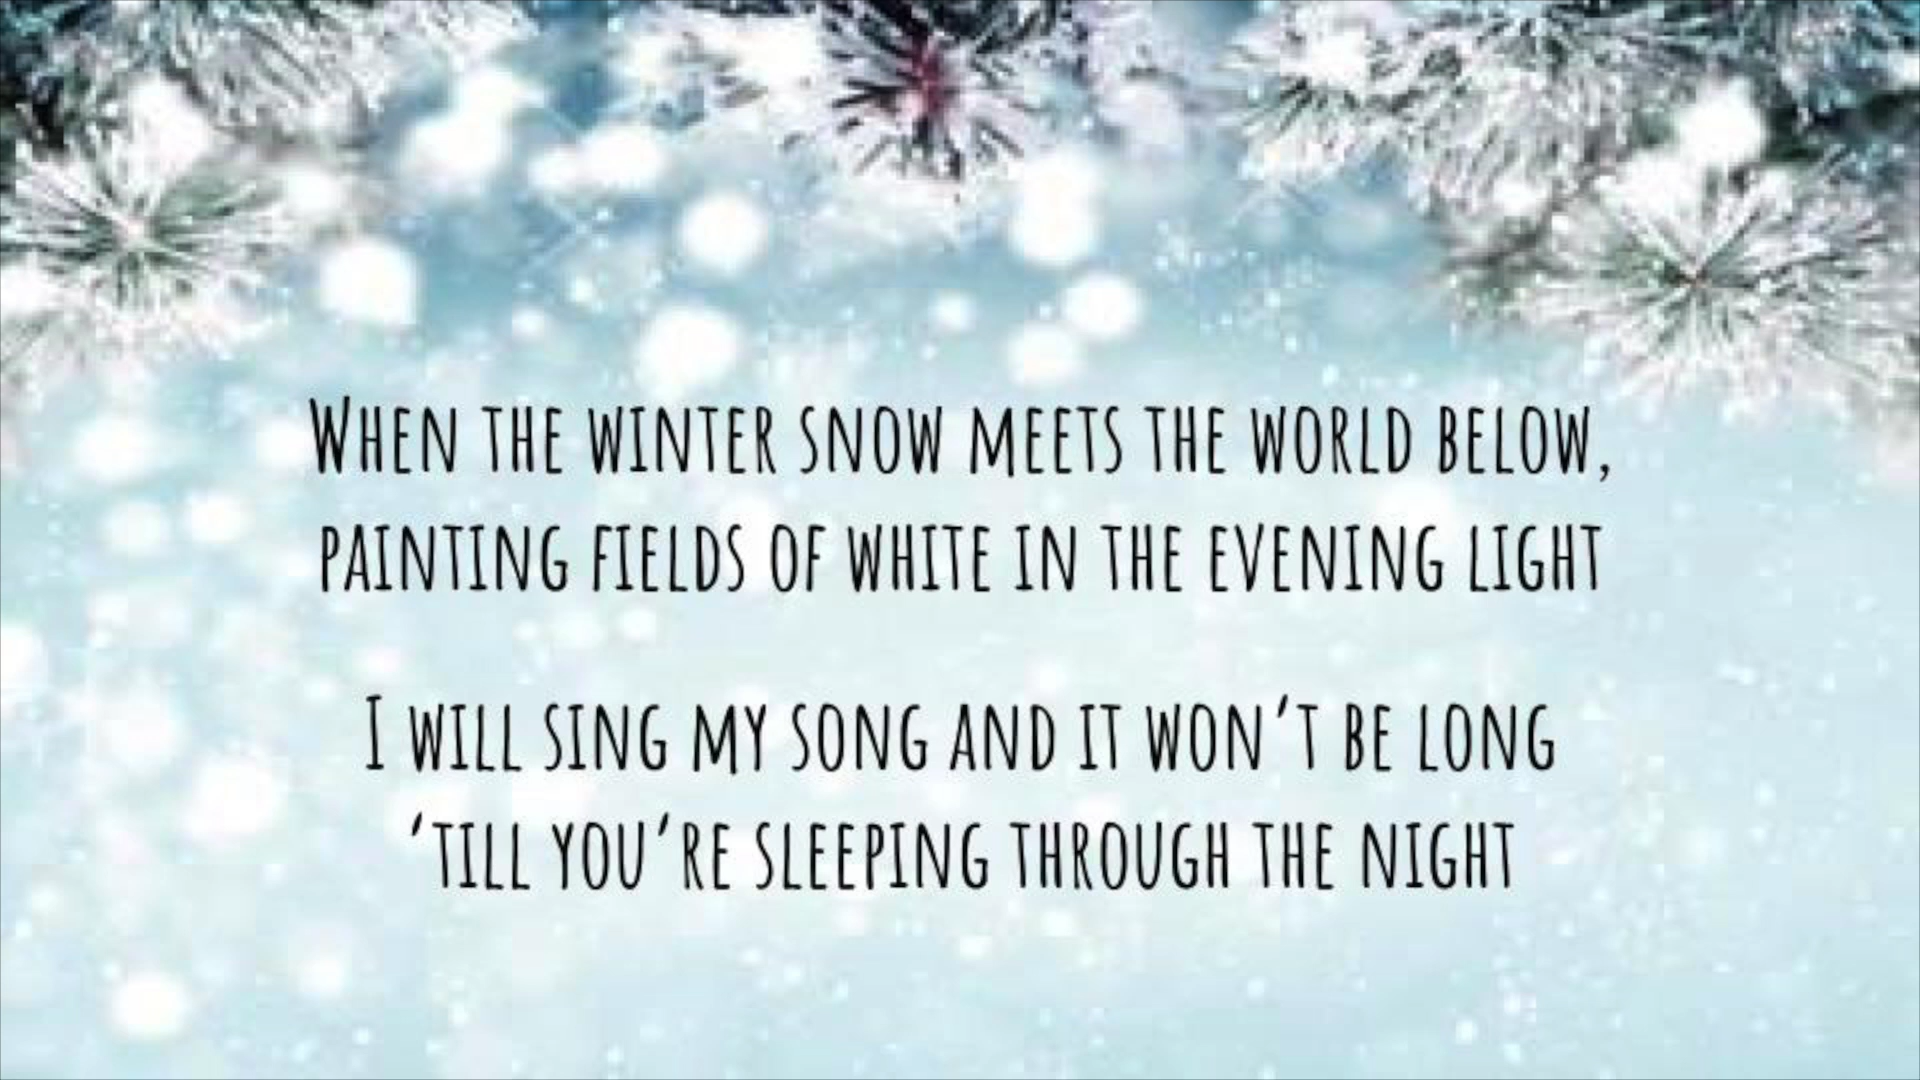 When the winter snow meets the world below,
painting fields of white in the evening light
I will sing my song and it won't be long
'till you're sleeping through the night